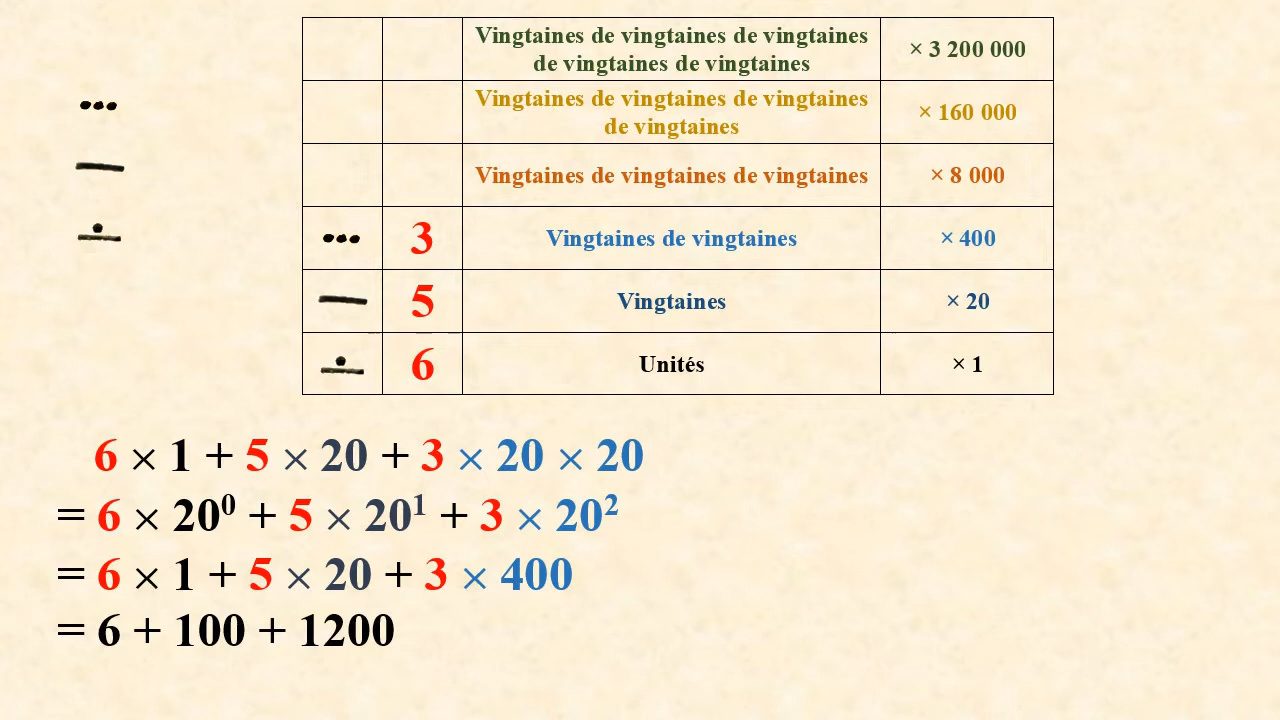 Vingtaines de vingtaines de vingtaines
de vingtaines de vingtaines
× 3 200 000
Vingtaines de vingtaines de vingtaines
de vingtaines
× 160 000
Vingtaines de vingtaines de vingtaines
× 8 000
3
Vingtaines de vingtaines
× 400
5
Vingtaines
× 20
6
Unités
× 1
6 × 1 + 5 × 20 + 3 × 20 × 20
= 6 × 20⁰ + 5 × 20¹ + 3 × 20²
= 6 × 1 + 5 × 20 + 3 × 400
= 6 + 100 + 1200